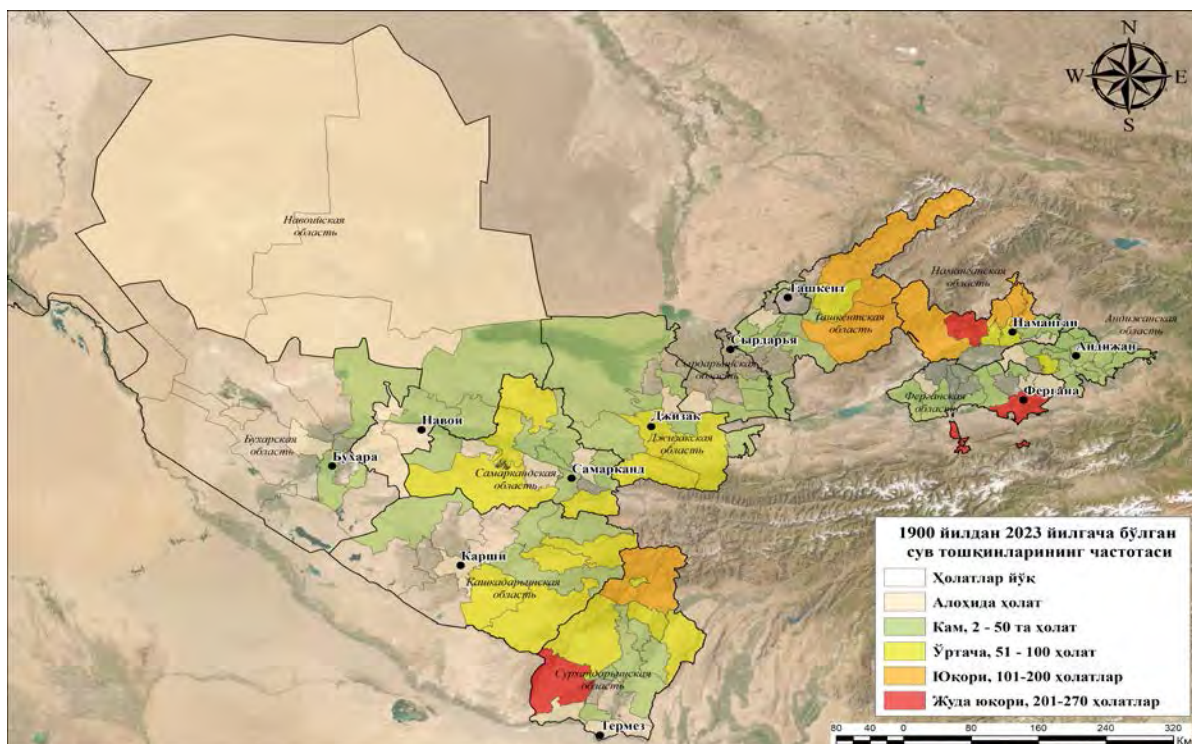 N
W E
S
Навоийская
область
Наманганская
область
Ташкент
Ташкентская
область
Наманган
Андижанская
область
Андижан
Сырдарья
Сырдарьинская
область
Фергана
Ферганская
область
Навои
Джизак
Джизакская
область
Бухарская
область
Бухара
Самаркандская
область
Самарканд
Карши
Кашкадарьинская
область
Сурхандарьинская
область
Термез
1900 йилдан 2023 йилгача бўлган
сув тошқинларининг частотаси
Ҳолатлар йўқ
Алоҳида ҳолат
Кам, 2 - 50 та ҳолат
Ўртача, 51 - 100 ҳолат
Юқори, 101-200 ҳолатлар
Жуда юқори, 201-270 ҳолатлар
80 40 0 80 160 240 320
Км